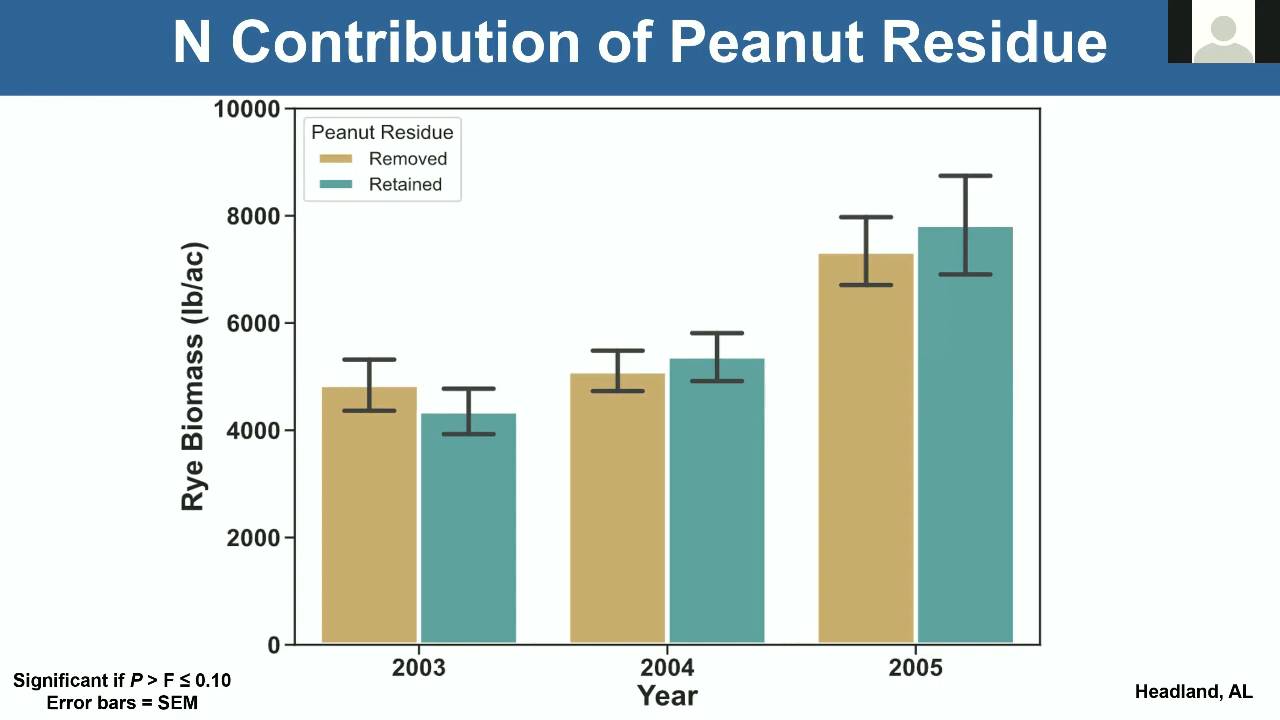 N Contribution of Peanut Residue
10000
8000
6000
4000
2000
0
Rye Biomass (lb/ac)
Peanut Residue
Removed
Retained
2003
2004
2005
Year
Significant if P > F ≤ 0.10
Error bars = SEM
Headland, AL